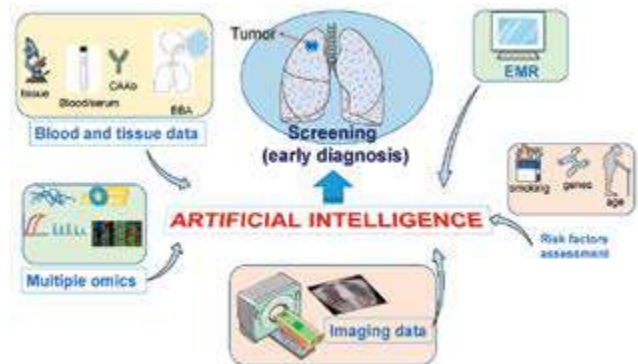 tissue
Blood/serum
CAAb
EBA
Blood and tissue data
Tumor
Screening
(early diagnosis)
EMR
smoking
genes
age
Risk factors
assessment
ARTIFICIAL INTELLIGENCE
Multiple omics
Imaging data